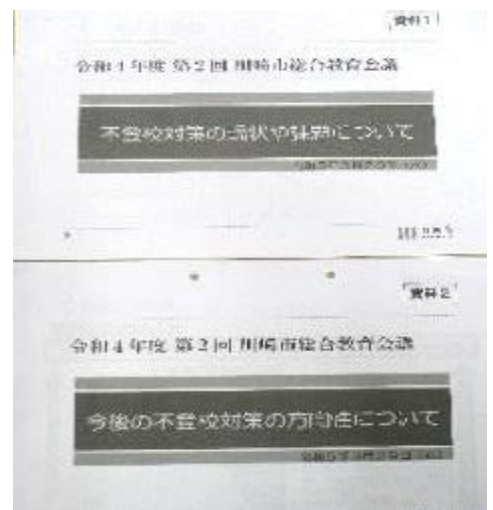 資料1
令和4年度 第2回 川崎市総合教育会議
不登校対策の現状や課題について
資料2
令和4年度 第2回 川崎市総合教育会議
今後の不登校対策の方向性について